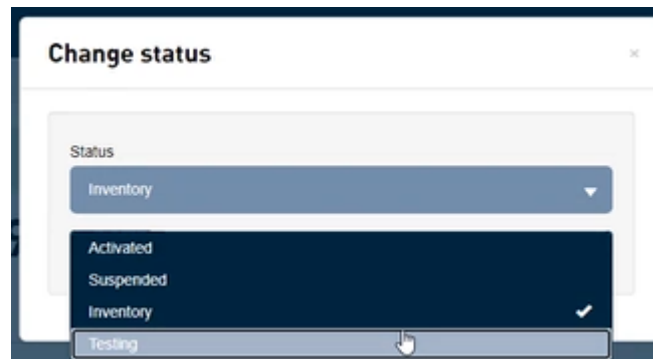 Change status
×
Status
Inventory
Activated
Suspended
Inventory
Testing